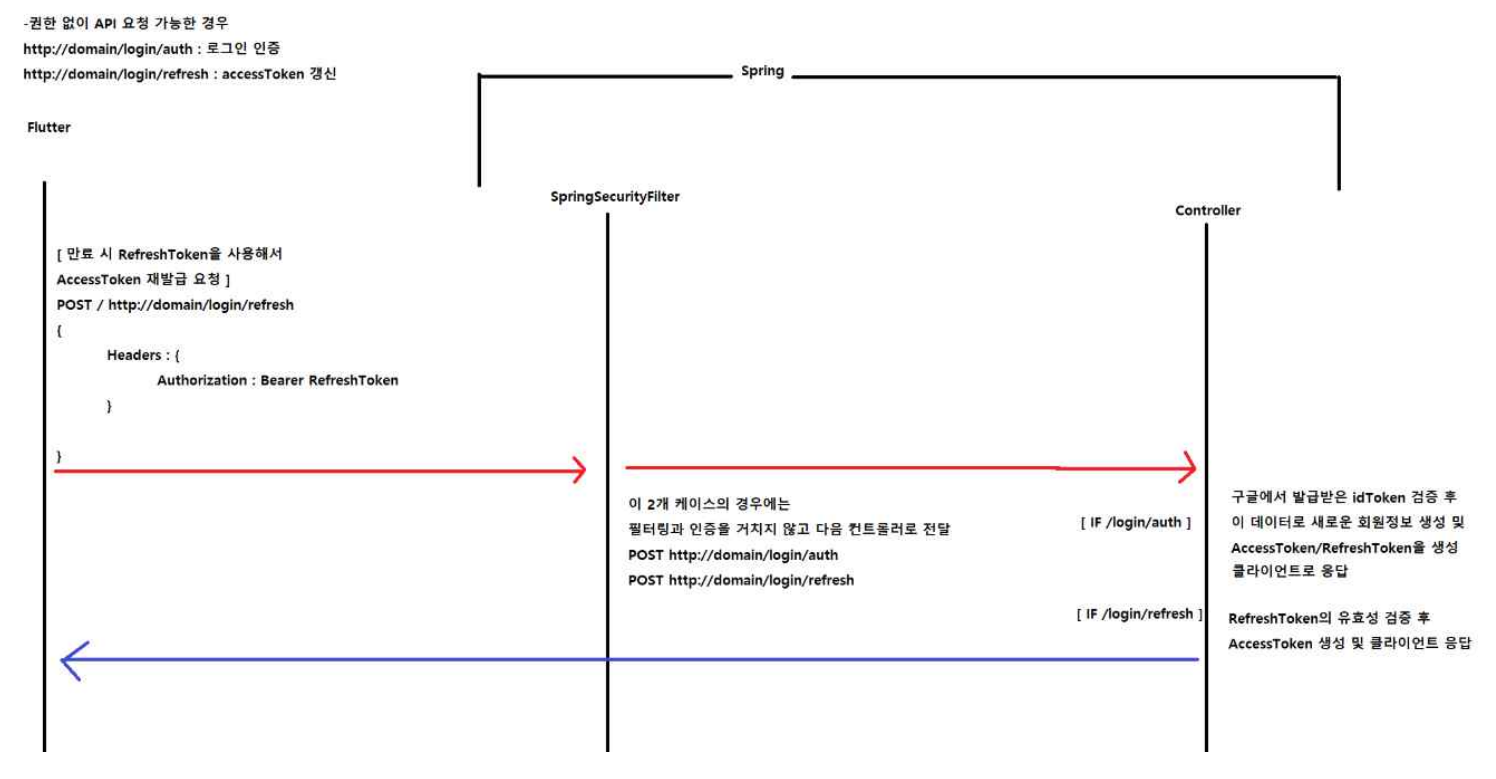 -권한 없이 API 요청 가능한 경우
http://domain/login/auth : 로그인 인증
http://domain/login/refresh : accessToken 갱신
Spring
Flutter
SpringSecurityFilter
Controller
[ 만료 시 RefreshToken을 사용해서
AccessToken 재발급 요청 ]
POST / http://domain/login/refresh
{
Headers : {
Authorization : Bearer RefreshToken
}
}
이 2개 케이스의 경우에는
필터링과 인증을 거치지 않고 다음 컨트롤러로 전달
POST http://domain/login/auth
POST http://domain/login/refresh
[ IF /login/auth ]
구글에서 발급받은 idToken 검증 후
이 데이터로 새로운 회원정보 생성 및
AccessToken/RefreshToken을 생성
클라이언트로 응답
[ IF /login/refresh ]
RefreshToken의 유효성 검증 후
AccessToken 생성 및 클라이언트 응답